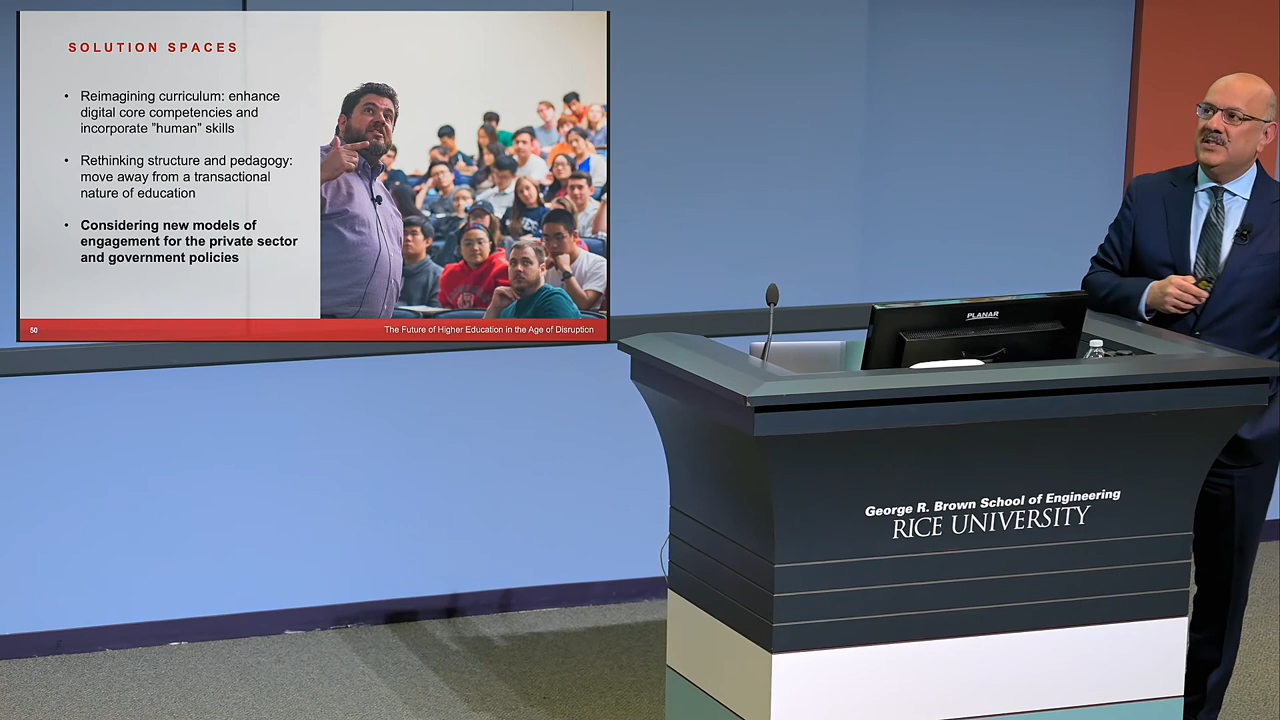 SOLUTION SPACES
• Reimagining curriculum: enhance
digital core competencies and
incorporate "human" skills
• Rethinking structure and pedagogy:
move away from a transactional
nature of education
• Considering new models of
engagement for the private sector
and government policies
50
The Future of Higher Education in the Age of Disruption
PLANAR
George R. Brown School of Engineering
RICE UNIVERSITY